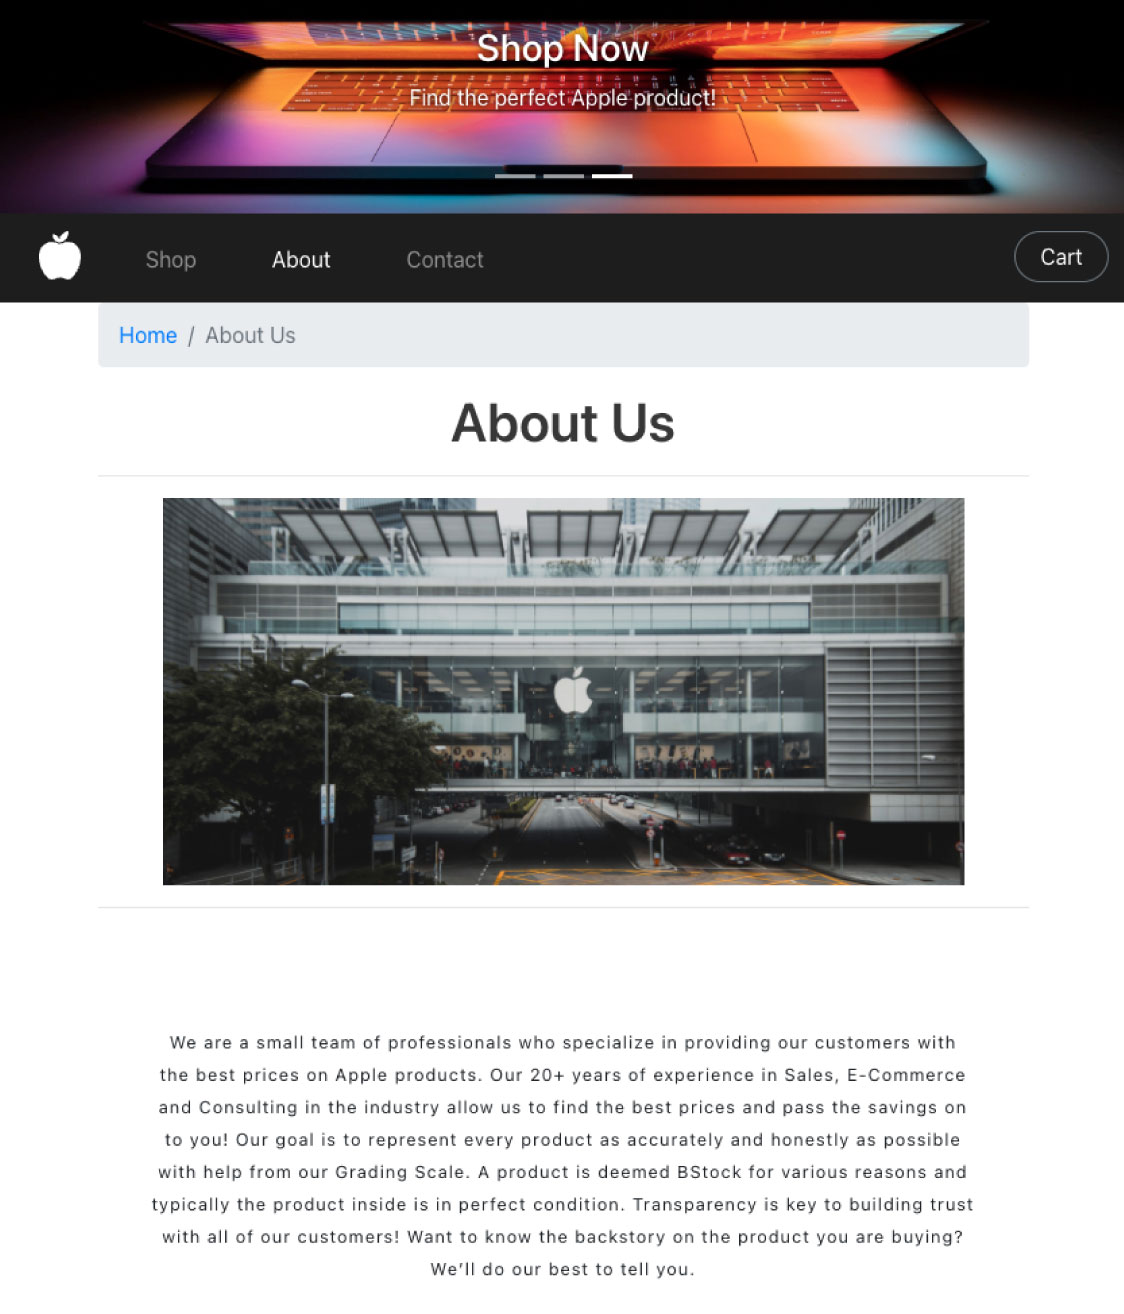 Shop Now
Find the perfect Apple product!
Shop About Contact Cart
Home / About Us
About Us
We are a small team of professionals who specialize in providing our customers with
the best prices on Apple products. Our 20+ years of experience in Sales, E-Commerce
and Consulting in the industry allow us to find the best prices and pass the savings on
to you! Our goal is to represent every product as accurately and honestly as possible
with help from our Grading Scale. A product is deemed BStock for various reasons and
typically the product inside is in perfect condition. Transparency is key to building trust
with all of our customers! Want to know the backstory on the product you are buying?
We’ll do our best to tell you.